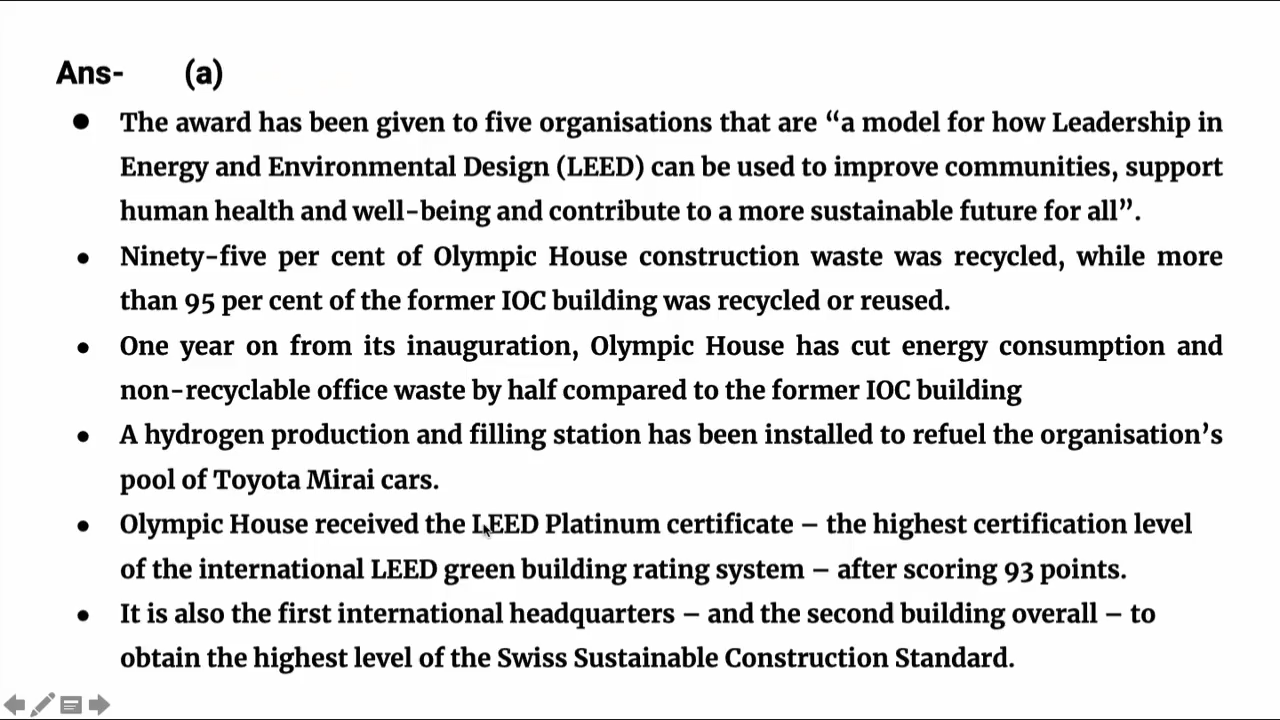 Ans- (a)
● The award has been given to five organisations that are “a model for how Leadership in
Energy and Environmental Design (LEED) can be used to improve communities, support
human health and well-being and contribute to a more sustainable future for all”.
● Ninety-five per cent of Olympic House construction waste was recycled, while more
than 95 per cent of the former IOC building was recycled or reused.
● One year on from its inauguration, Olympic House has cut energy consumption and
non-recyclable office waste by half compared to the former IOC building
● A hydrogen production and filling station has been installed to refuel the organisation’s
pool of Toyota Mirai cars.
● Olympic House received the LEED Platinum certificate – the highest certification level
of the international LEED green building rating system – after scoring 93 points.
● It is also the first international headquarters – and the second building overall – to
obtain the highest level of the Swiss Sustainable Construction Standard.